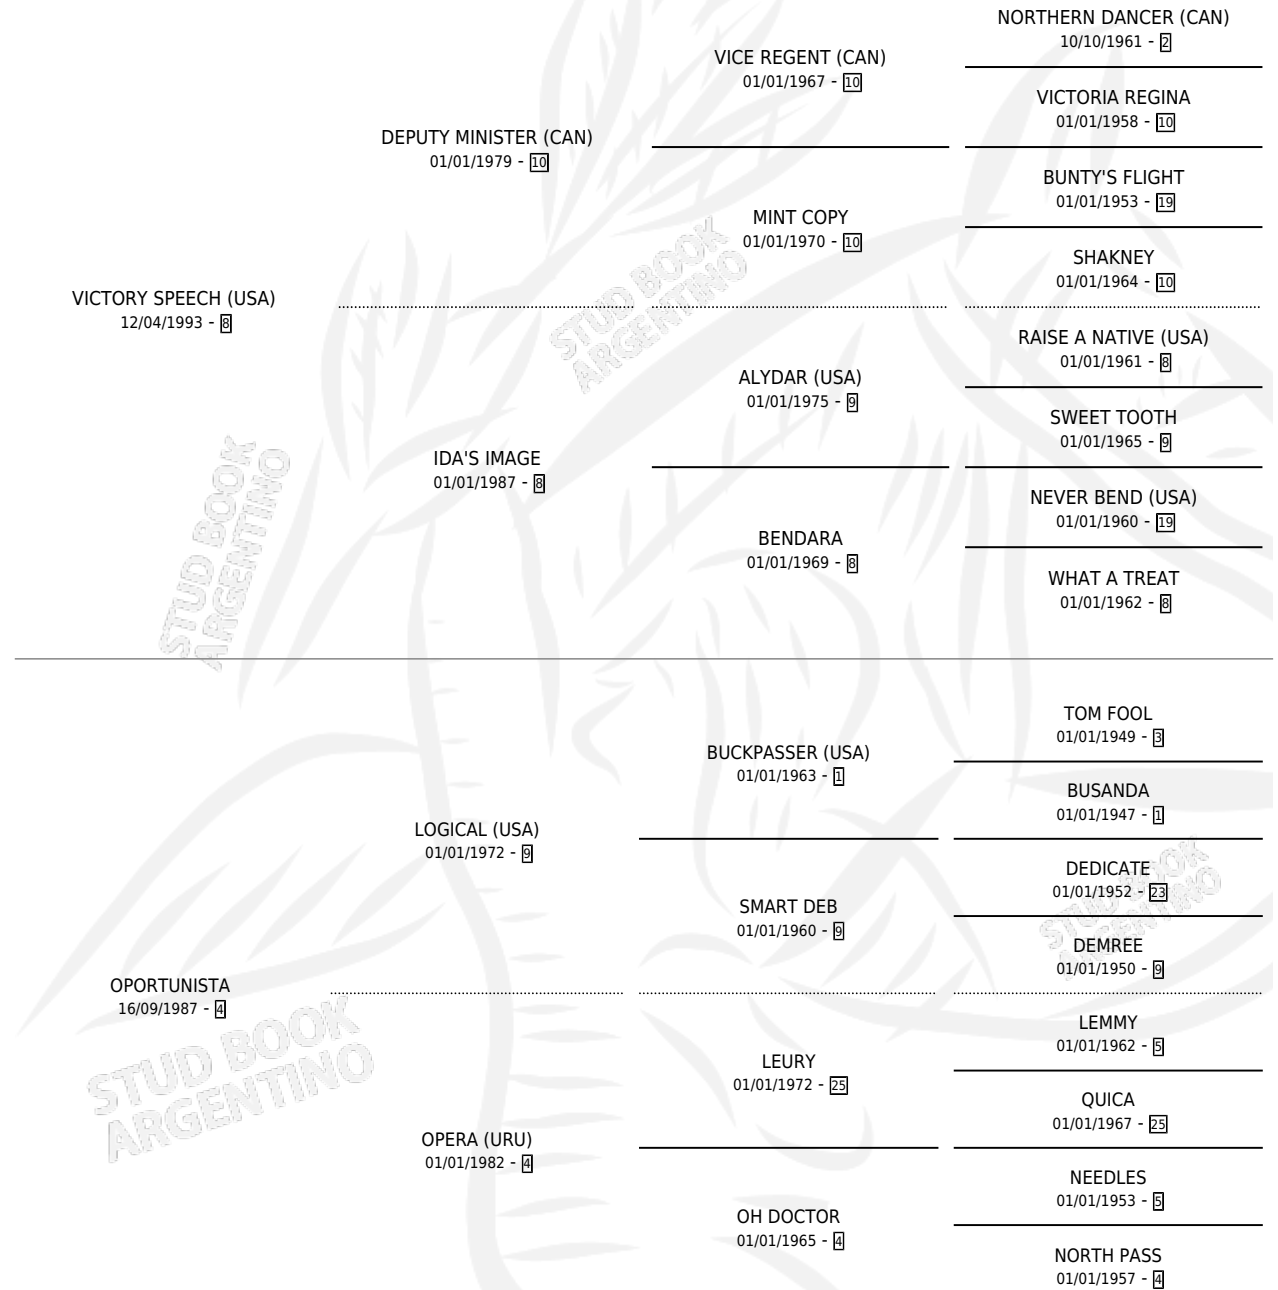 NORTHERN DANCER (CAN)
10/10/1961 - 2
VICE REGENT (CAN)
01/01/1967 - 10
VICTORIA REGINA
01/01/1958 - 10
DEPUTY MINISTER (CAN)
01/01/1979 - 10
BUNTY'S FLIGHT
01/01/1953 - 19
MINT COPY
01/01/1970 - 10
SHAKNEY
01/01/1964 - 10
VICTORY SPEECH (USA)
12/04/1993 - 8
RAISE A NATIVE (USA)
01/01/1961 - 8
ALYDAR (USA)
01/01/1975 - 9
SWEET TOOTH
01/01/1965 - 9
IDA'S IMAGE
01/01/1987 - 8
NEVER BEND (USA)
01/01/1960 - 19
BENDARA
01/01/1969 - 8
WHAT A TREAT
01/01/1962 - 8
TOM FOOL
01/01/1949 - 3
BUCKPASSER (USA)
01/01/1963 - 1
BUSANDA
01/01/1947 - 1
LOGICAL (USA)
01/01/1972 - 9
DEDICATE
01/01/1952 - 23
SMART DEB
01/01/1960 - 9
DEMREE
01/01/1950 - 9
OPORTUNISTA
16/09/1987 - 4
LEMMY
01/01/1962 - 5
LEURY
01/01/1972 - 25
QUICA
01/01/1967 - 25
OPERA (URU)
01/01/1982 - 4
NEEDLES
01/01/1953 - 5
OH DOCTOR
01/01/1965 - 4
NORTH PASS
01/01/1957 - 4
STUD BOOK
ARGENTINO
STUD BOOK
ARGENTINO
STUD BOOK
ARGENTINO
STUD BOOK
ARGENTINO